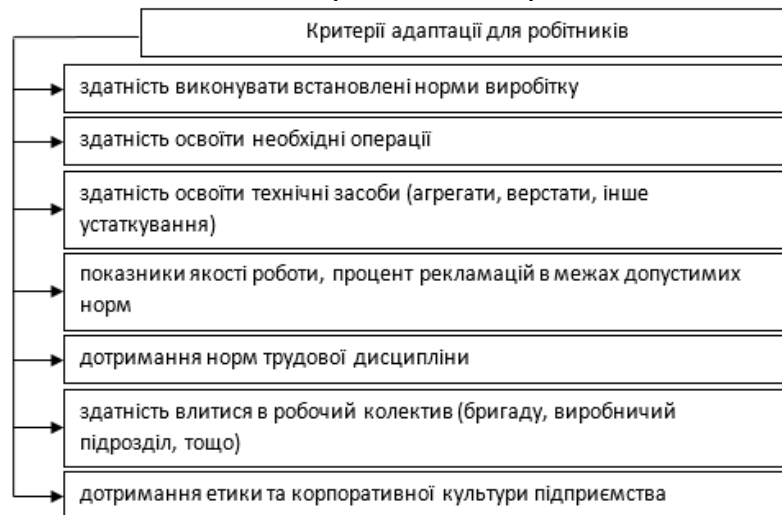 Критерії адаптації для робітників
здатність виконувати встановлені норми виробітку
здатність освоїти необхідні операції
здатність освоїти технічні засоби (агрегати, верстати, інше
устаткування)
показники якості роботи, процент рекламацій в межах допустимих
норм
дотримання норм трудової дисципліни
здатність влитися в робочий колектив (бригаду, виробничий
підрозділ, тощо)
дотримання етики та корпоративної культури підприємства